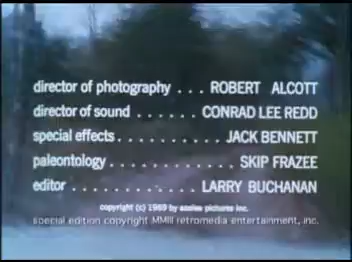 director of photography . . . ROBERT ALCOTT
director of sound . . . . . . CONRAD LEE REDD
special effects . . . . . . . . . . JACK BENNETT
paleontology . . . . . . . . . . . . SKIP FRAZEE
editor . . . . . . . . . . . . LARRY BUCHANAN
copyright (c) 1969 by azalea pictures inc.
special edition copyright MMIII retromedia entertainment, inc.